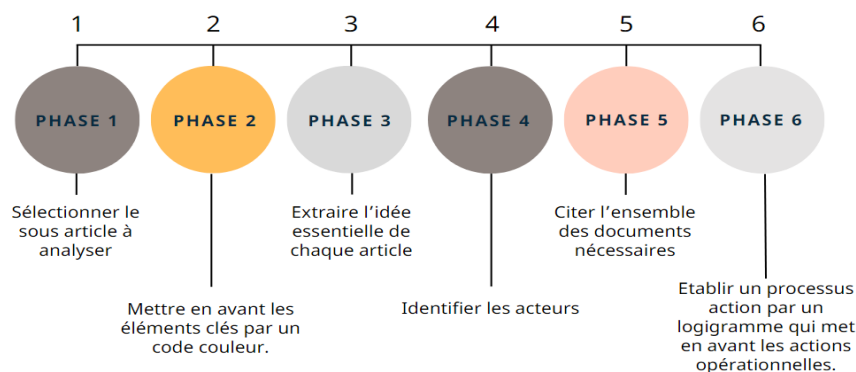 1 2 3 4 5 6
PHASE 1 PHASE 2 PHASE 3 PHASE 4 PHASE 5 PHASE 6
Sélectionner le
sous article à
analyser
Mettre en avant les
éléments clés par un
code couleur.
Extraire l’idée
essentielle de
chaque article
Identifier les acteurs
Citer l’ensemble
des documents
nécessaires
Etablir un processus
action par un
logigramme qui met
en avant les actions
opérationnelles.